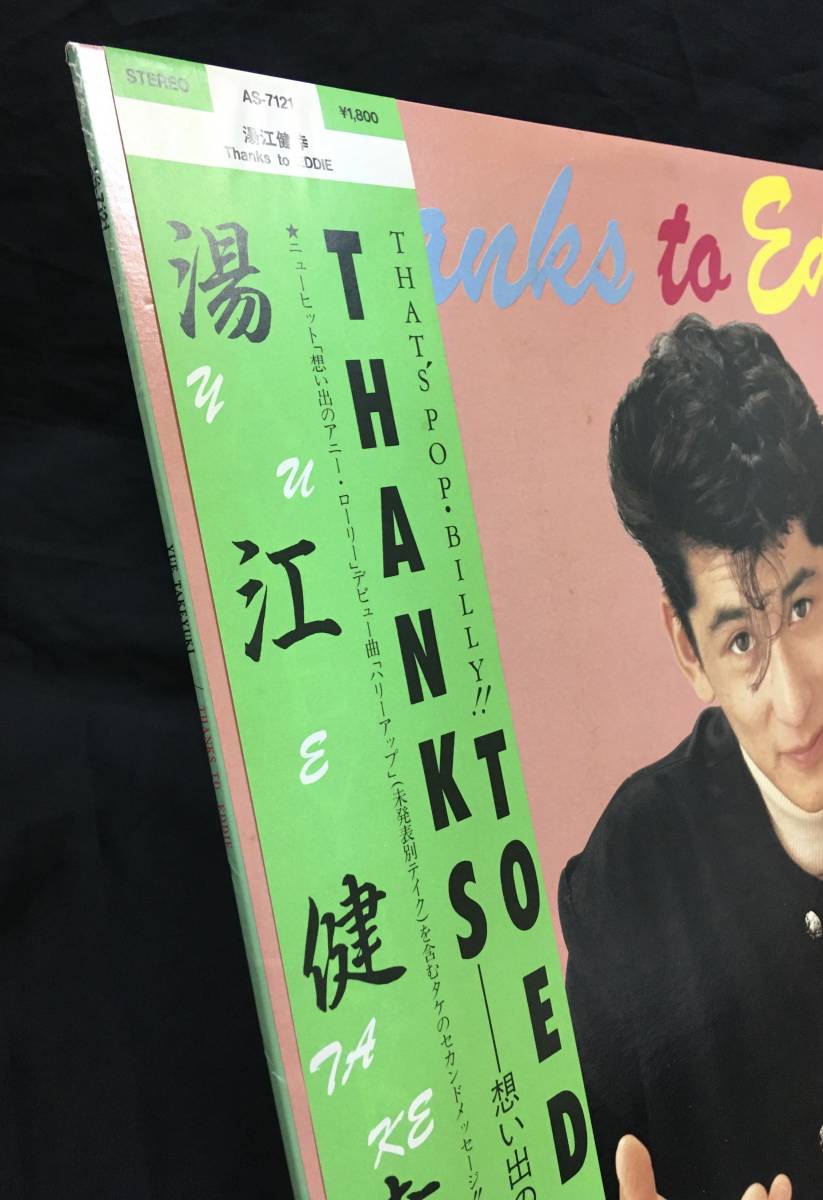 STEREO
AS-7121
¥1,800
湯江健幸
Thanks to EDDIE
湯江健
YUE TAKE
THANKS TO ED
THAT'S POP・BILLY!!
★ニューヒット「想い出のアニー・ローリー」デビュー曲「ハリーアップ」(未発表別テイク)を含むタケのセカンドメッセージ!!
——想い出の
anks to Ed
AS-7121
YUE TAKEYUKI / THANKS TO EDDIE